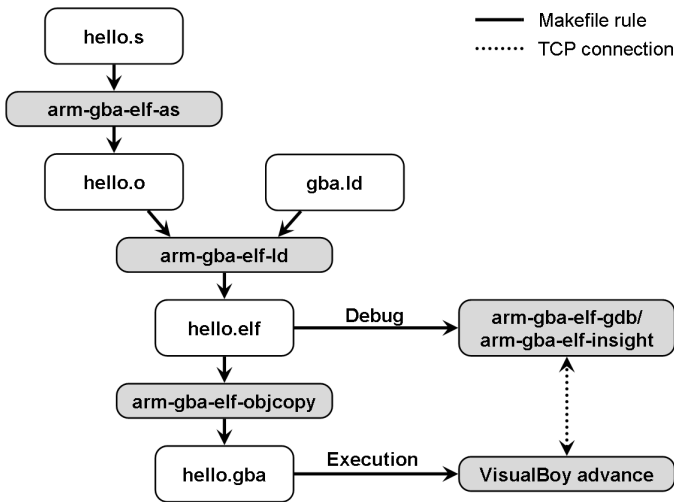 hello.s
Makefile rule
TCP connection
arm-gba-elf-as
hello.o
gba.ld
arm-gba-elf-ld
hello.elf
Debug
arm-gba-elf-gdb/
arm-gba-elf-insight
arm-gba-elf-objcopy
hello.gba
Execution
VisualBoy advance